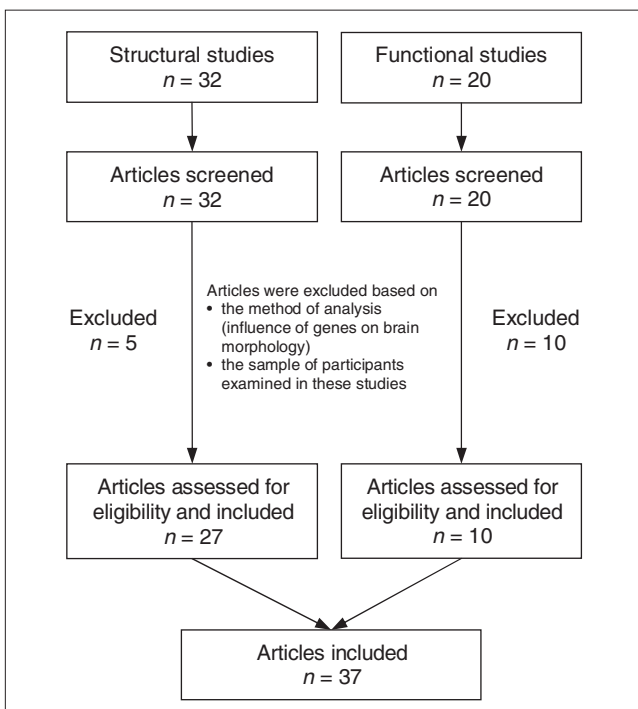 Structural studies
n = 32
Functional studies
n = 20
Articles screened
n = 32
Articles screened
n = 20
Excluded
n = 5
Articles were excluded based on
• the method of analysis
(influence of genes on brain
morphology)
• the sample of participants
examined in these studies
Excluded
n = 10
Articles assessed for
eligibility and included
n = 27
Articles assessed for
eligibility and included
n = 10
Articles included
n = 37